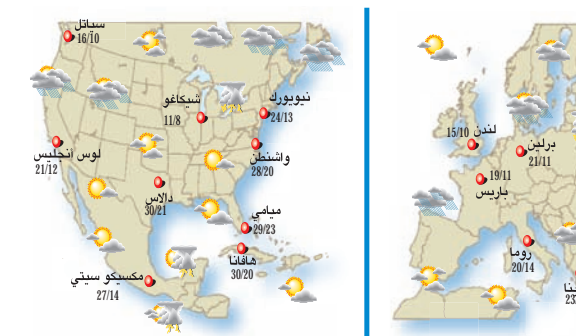 سياتل
16/10
شيكاغو
11/8
نيويورك
24/13
لوس أنجليس
21/12
واشنطن
28/20
دالاس
30/21
ميامي
29/23
هافانا
30/20
مكسيكو سيتي
27/14
لندن 15/10
برلين
21/11
19/11
باريس
روما
20/14